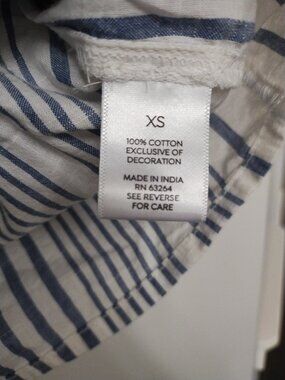 XS
100% COTTON
EXCLUSIVE OF
DECORATION
MADE IN INDIA
RN 63264
SEE REVERSE
FOR CARE